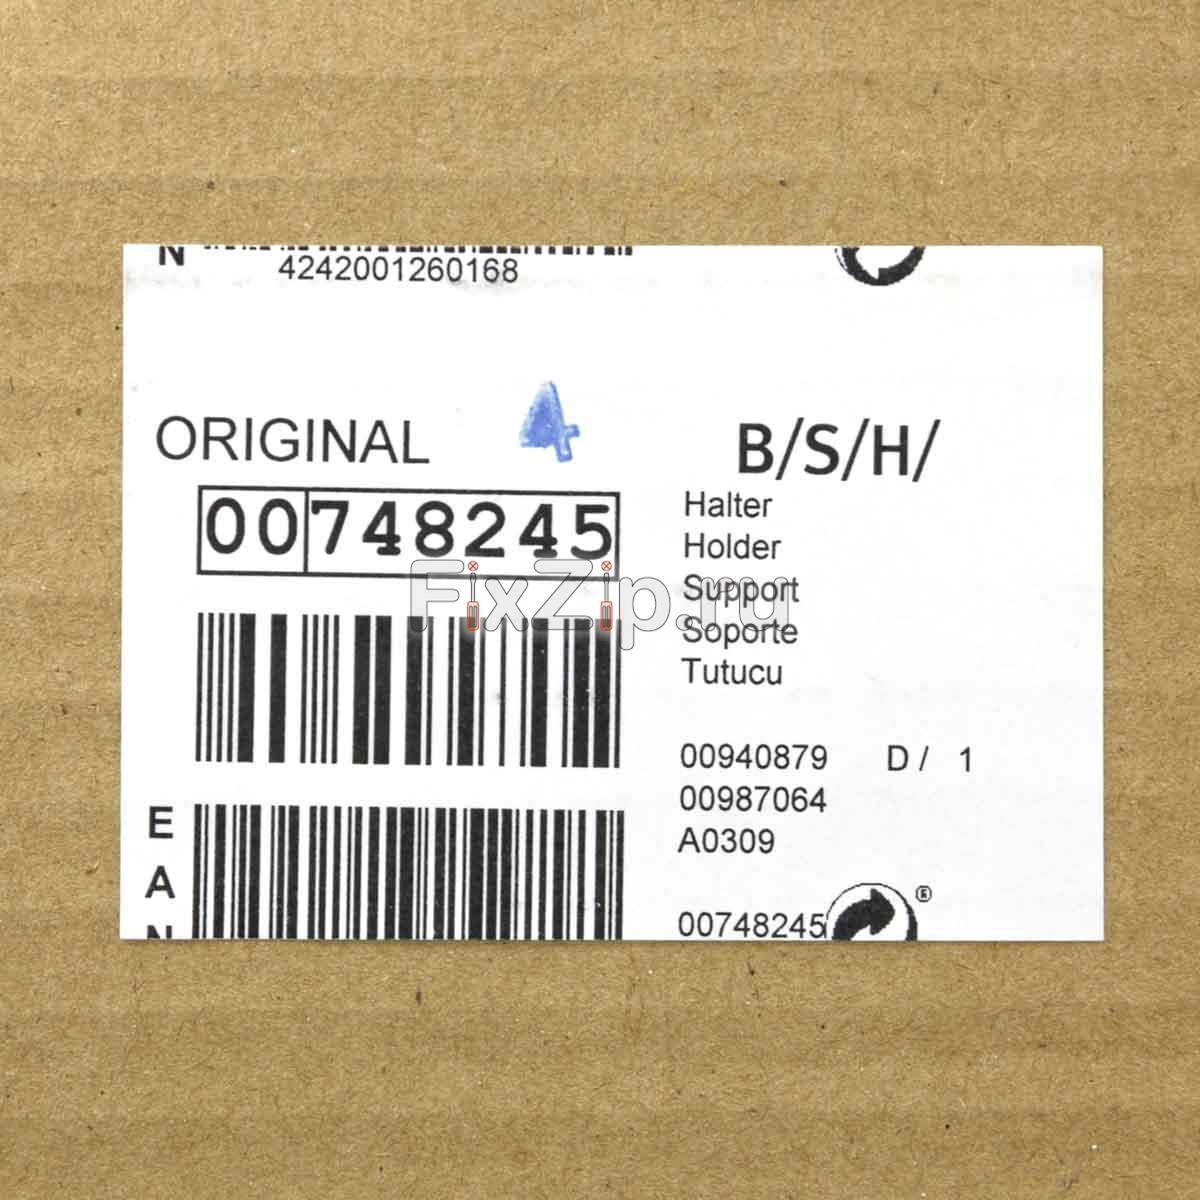 N
4242001260168
4
ORIGINAL
B/S/H/
00748245
Halter
Holder
Support
Soporte
Tutucu
FixZip.ru
00940879 D / 1
00987064
A0309
E
A
N
00748245